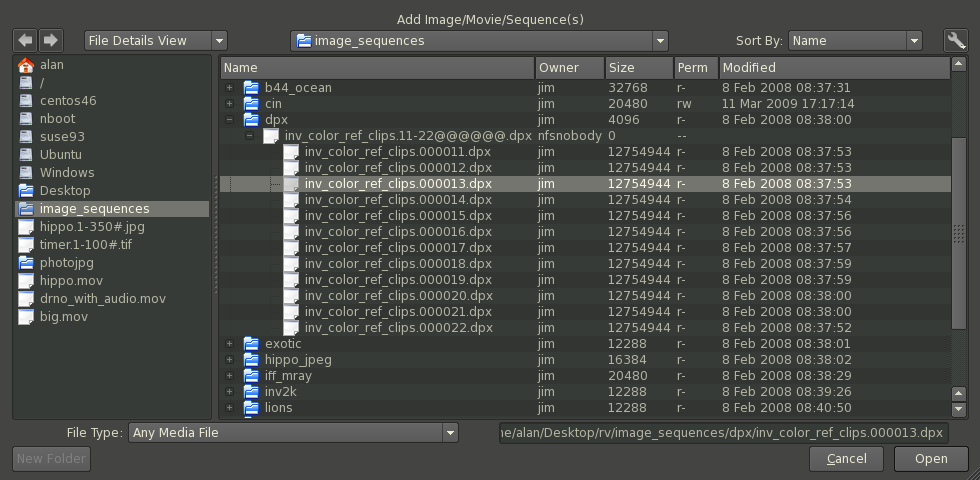 Add Image/Movie/Sequence(s)
File Details View image_sequences Sort By: Name
alan
/
centos46
nboot
suse93
Ubuntu
Windows
Desktop
image_sequences
hippo.1-350#.jpg
timer.1-100#.tif
photojpg
hippo.mov
drno_with_audio.mov
big.mov
Name Owner Size Perm Modified
b44_ocean jim 32768 r- 8 Feb 2008 08:37:31
cin jim 20480 rw 11 Mar 2009 17:17:14
dpx jim 4096 r- 8 Feb 2008 08:38:00
inv_color_ref_clips.11-22@@@@@@.dpx nfsnobody 0 --
inv_color_ref_clips.000011.dpx jim 12754944 r- 8 Feb 2008 08:37:53
inv_color_ref_clips.000012.dpx jim 12754944 r- 8 Feb 2008 08:37:53
inv_color_ref_clips.000013.dpx jim 12754944 r- 8 Feb 2008 08:37:53
inv_color_ref_clips.000014.dpx jim 12754944 r- 8 Feb 2008 08:37:54
inv_color_ref_clips.000015.dpx jim 12754944 r- 8 Feb 2008 08:37:56
inv_color_ref_clips.000016.dpx jim 12754944 r- 8 Feb 2008 08:37:56
inv_color_ref_clips.000017.dpx jim 12754944 r- 8 Feb 2008 08:37:57
inv_color_ref_clips.000018.dpx jim 12754944 r- 8 Feb 2008 08:37:59
inv_color_ref_clips.000019.dpx jim 12754944 r- 8 Feb 2008 08:37:59
inv_color_ref_clips.000020.dpx jim 12754944 r- 8 Feb 2008 08:38:00
inv_color_ref_clips.000021.dpx jim 12754944 r- 8 Feb 2008 08:38:00
inv_color_ref_clips.000022.dpx jim 12754944 r- 8 Feb 2008 08:37:52
exotic jim 12288 r- 8 Feb 2008 08:38:01
hippo_jpeg jim 16384 r- 8 Feb 2008 08:38:02
iff_mray jim 20480 r- 8 Feb 2008 08:38:29
inv2k jim 12288 r- 8 Feb 2008 08:39:26
lions jim 12288 r- 8 Feb 2008 08:40:50
File Type: Any Media File e/alan/Desktop/rv/image_sequences/dpx/inv_color_ref_clips.000013.dpx
New Folder Cancel Open